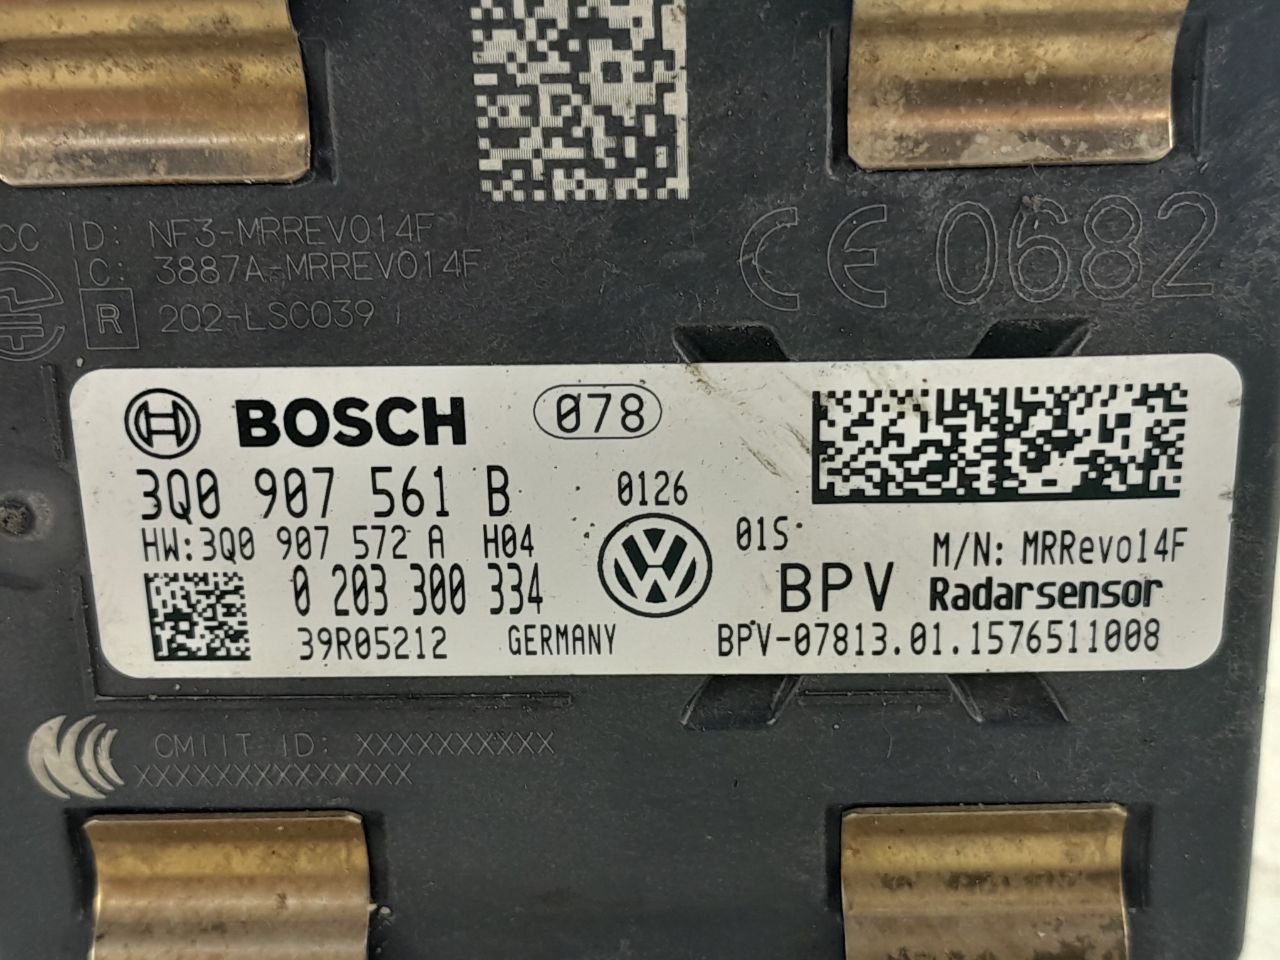 CC ID: NF3-MRREVO14F
IC: 3887A-MRREVO14F
R 202-LSC039
CE 0682
BOSCH 078
3Q0 907 561 B 0126
HW:3Q0 907 572 A H04 01S M/N: MRRevo14F
0 203 300 334 BPV Radarsensor
39R05212 GERMANY BPV-07813.01.1576511008
CMIIT ID: XXXXXXXXXX
XXXXXXXXXXXXXX